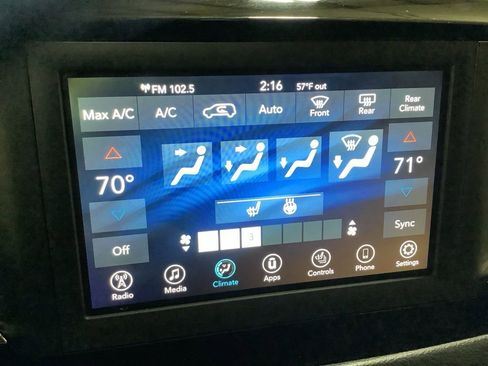 FM 102.5 2:16 57°F out
Max A/C A/C Auto Front Rear Rear Climate
70° 71°
3
Off Sync
Radio Media Climate Apps Controls Phone Settings